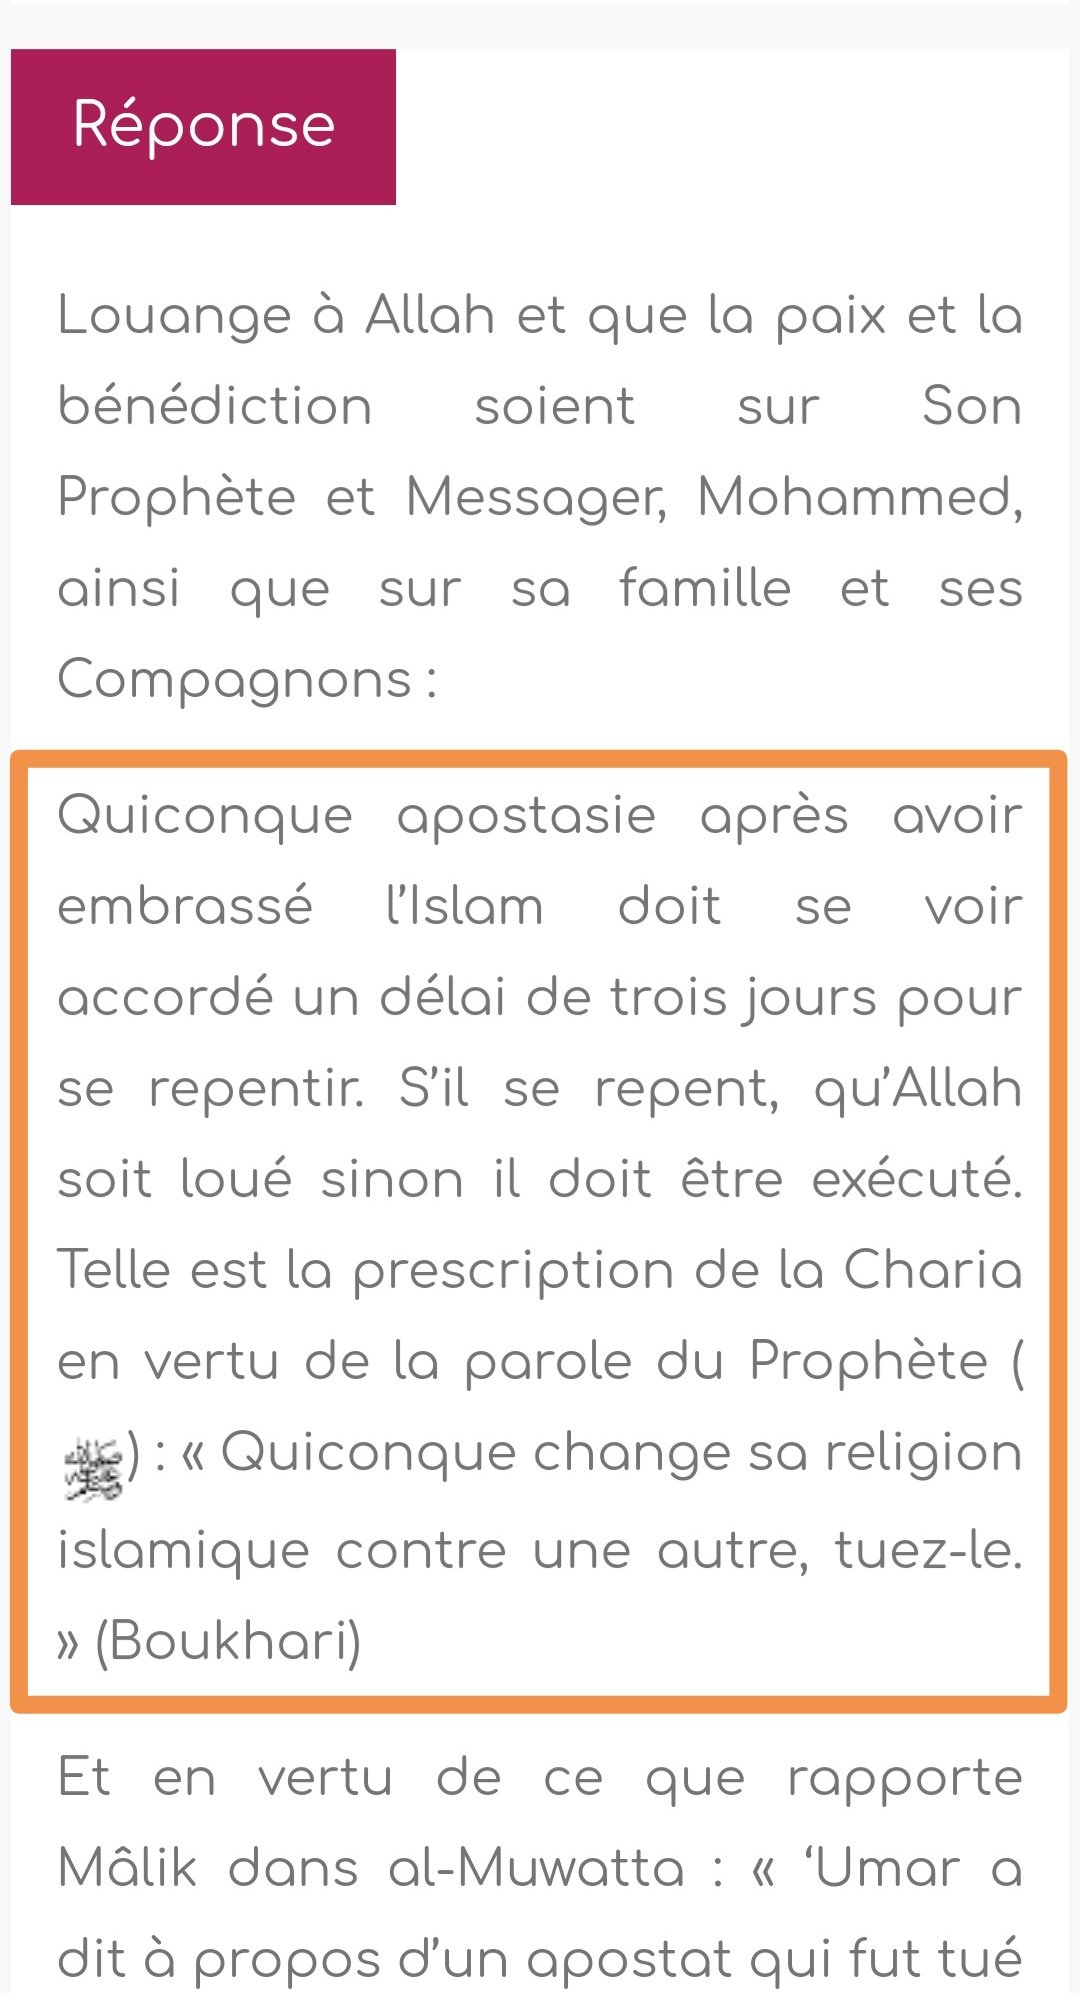 Réponse
Louange à Allah et que la paix et la
bénédiction soient sur Son
Prophète et Messager, Mohammed,
ainsi que sur sa famille et ses
Compagnons :
Quiconque apostasie après avoir
embrassé l’Islam doit se voir
accordé un délai de trois jours pour
se repentir. S’il se repent, qu’Allah
soit loué sinon il doit être exécuté.
Telle est la prescription de la Charia
en vertu de la parole du Prophète (
) : « Quiconque change sa religion
islamique contre une autre, tuez-le.
» (Boukhari)
Et en vertu de ce que rapporte
Mâlik dans al-Muwatta : « ‘Umar a
dit à propos d’un apostat qui fut tué